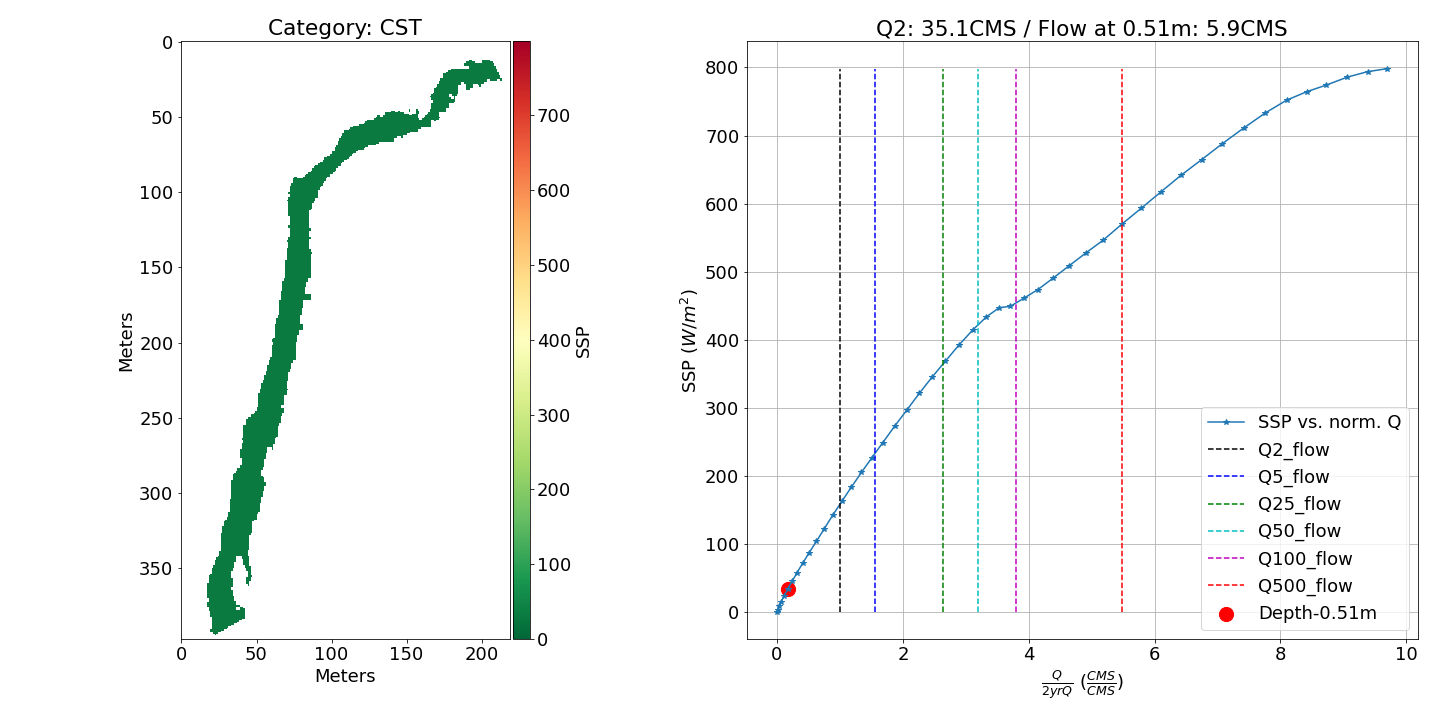 Category: CST
0
50
100
150
200
250
300
350
Meters
0
50
100
150
200
Meters
700
600
500
400
300
200
100
0
SSP
Q2: 35.1CMS / Flow at 0.51m: 5.9CMS
800
700
600
500
400
300
200
100
0
SSP (W/m²)
0
2
4
6
8
10
Q/2yrQ (CMS/CMS)
SSP vs. norm. Q
Q2_flow
Q5_flow
Q25_flow
Q50_flow
Q100_flow
Q500_flow
Depth-0.51m